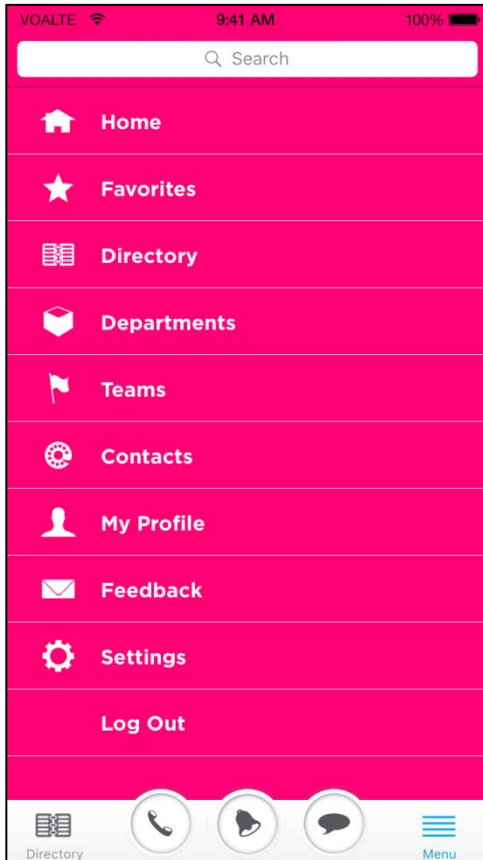 VOALTE 9:41 AM 100%
Search
Home
Favorites
Directory
Departments
Teams
Contacts
My Profile
Feedback
Settings
Log Out
Directory Menu